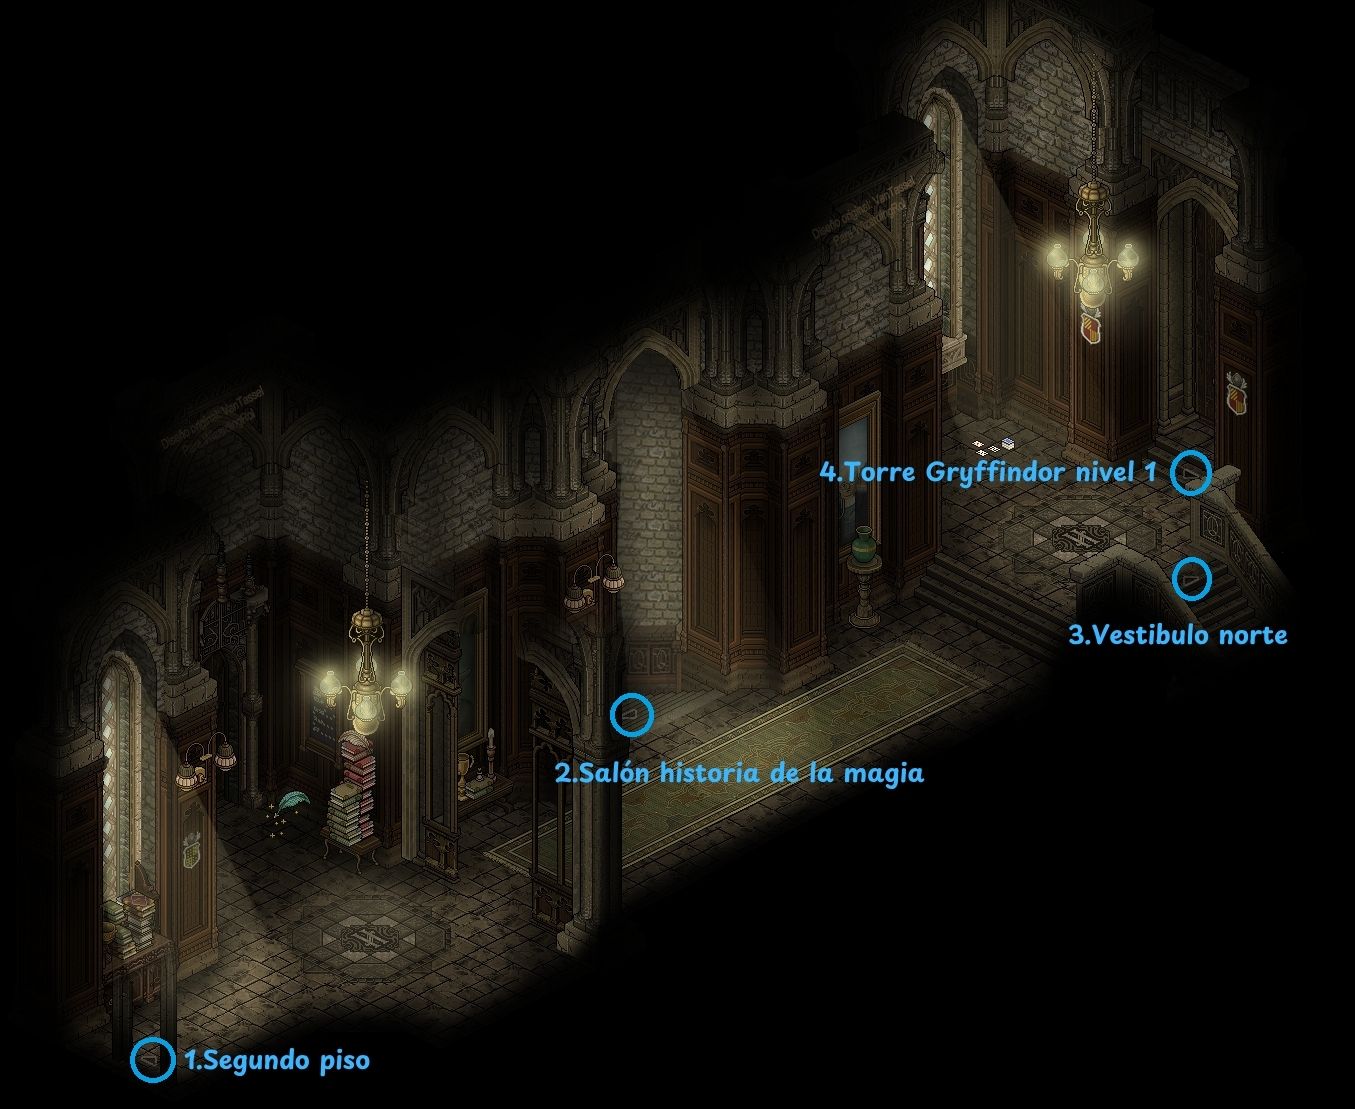 4.Torre Gryffindor nivel 1
3.Vestibulo norte
2.Salón historia de la magia
1.Segundo piso